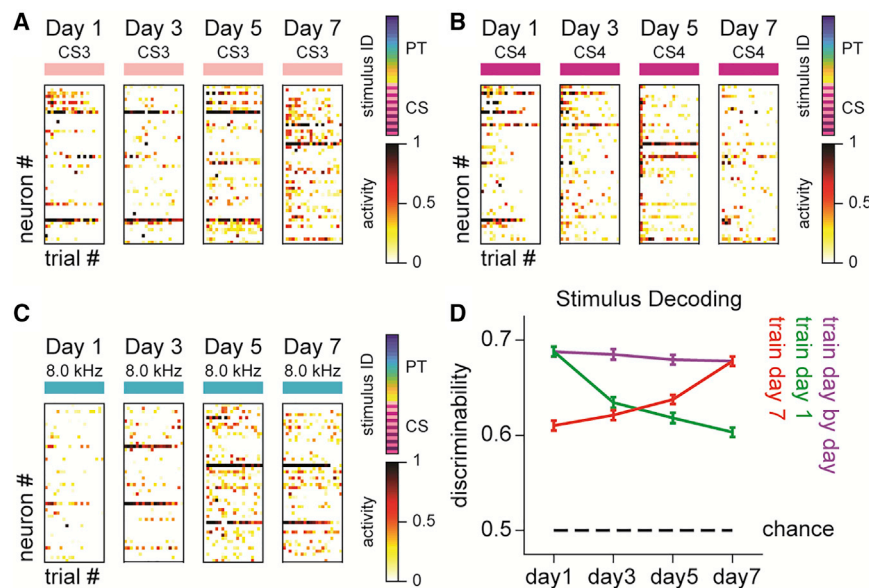 A
Day 1 Day 3 Day 5 Day 7
CS3 CS3 CS3 CS3
neuron #
trial #
stimulus ID
PT
CS
activity
1
0.5
0
B
Day 1 Day 3 Day 5 Day 7
CS4 CS4 CS4 CS4
neuron #
trial #
stimulus ID
PT
CS
activity
1
0.5
0
C
Day 1 Day 3 Day 5 Day 7
8.0 kHz 8.0 kHz 8.0 kHz 8.0 kHz
neuron #
trial #
stimulus ID
PT
CS
activity
1
0.5
0
D
Stimulus Decoding
discriminability
0.7
0.6
0.5
day1 day3 day5 day7
chance
train day by day
train day 1
train day 7